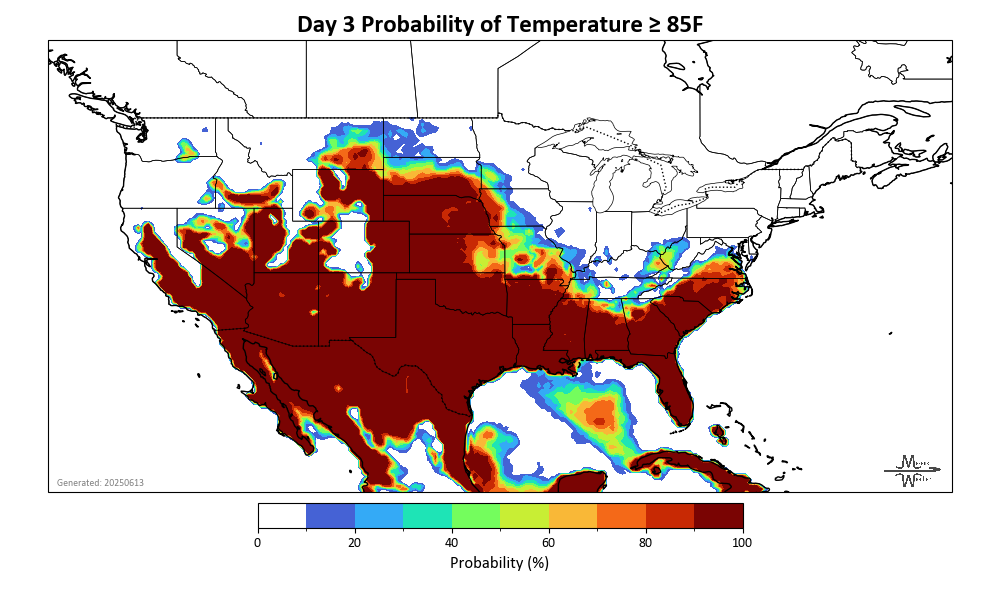 Day 3 Probability of Temperature ≥ 85F
Generated: 20250613
0 20 40 60 80 100
Probability (%)